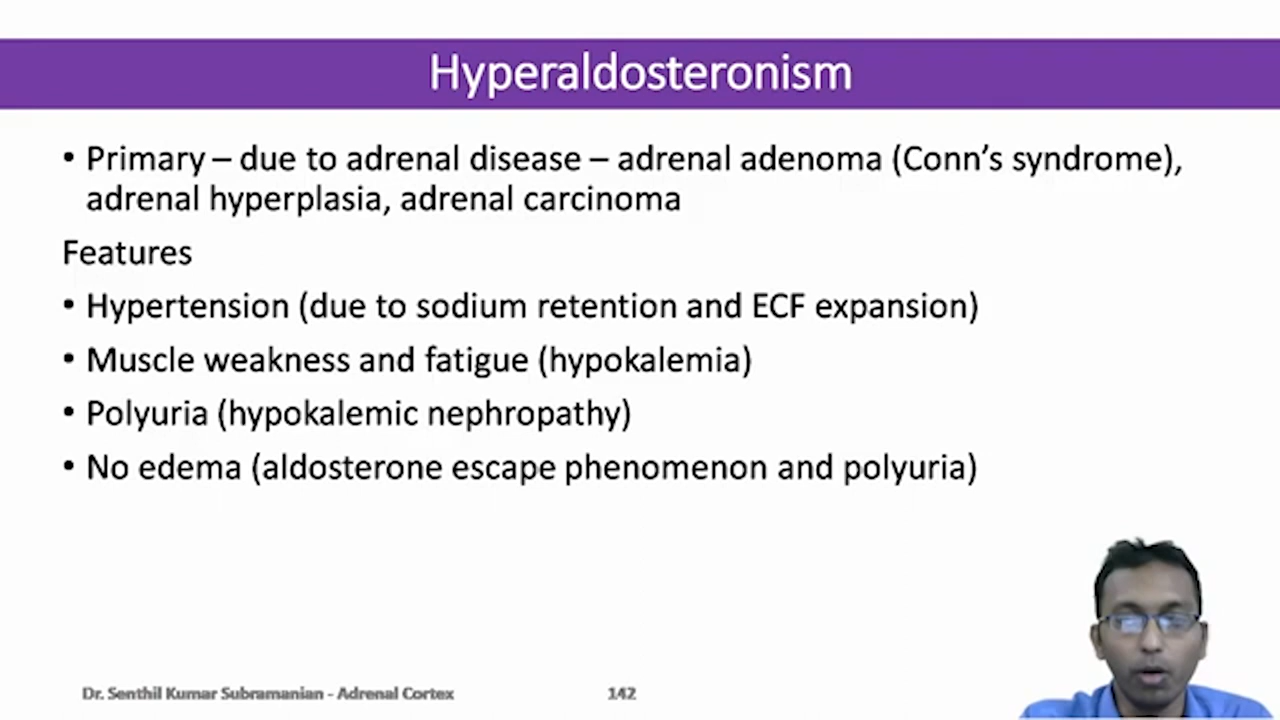 Hyperaldosteronism
• Primary – due to adrenal disease – adrenal adenoma (Conn's syndrome),
adrenal hyperplasia, adrenal carcinoma
Features
• Hypertension (due to sodium retention and ECF expansion)
• Muscle weakness and fatigue (hypokalemia)
• Polyuria (hypokalemic nephropathy)
• No edema (aldosterone escape phenomenon and polyuria)
Dr. Senthil Kumar Subramanian - Adrenal Cortex 142